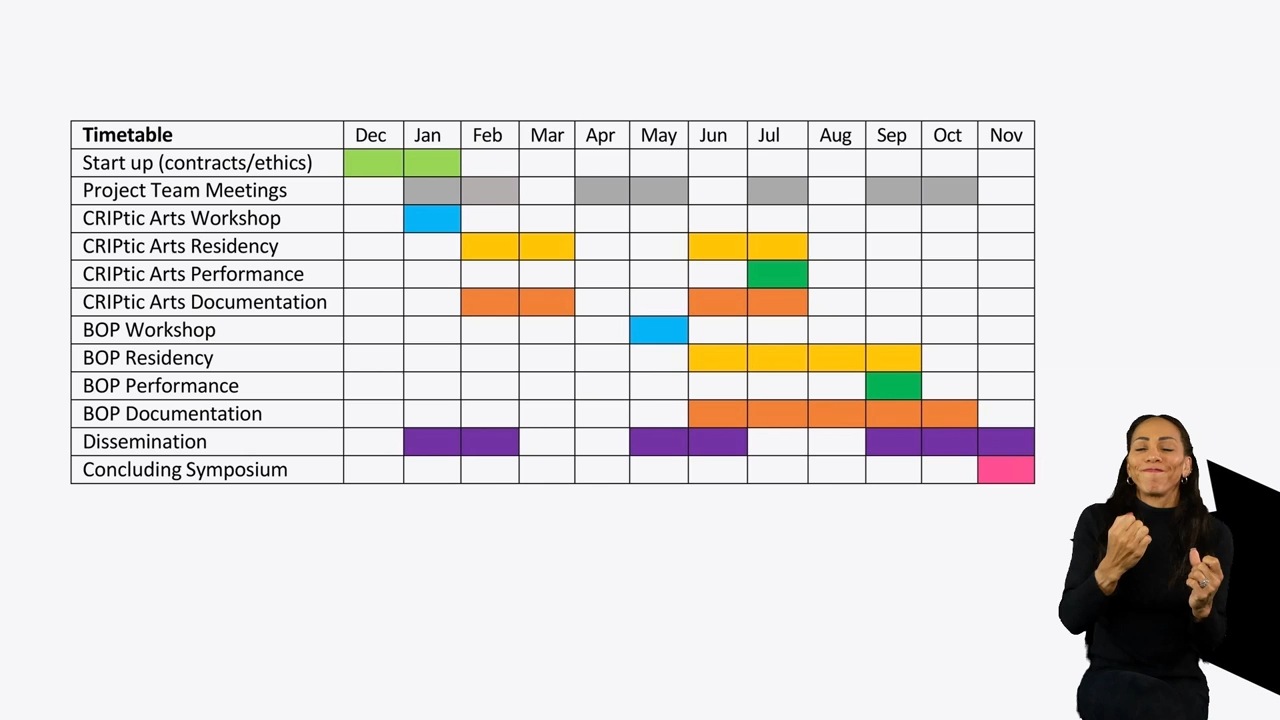 Timetable Dec Jan Feb Mar Apr May Jun Jul Aug Sep Oct Nov
Start up (contracts/ethics)
Project Team Meetings
CRIPtic Arts Workshop
CRIPtic Arts Residency
CRIPtic Arts Performance
CRIPtic Arts Documentation
BOP Workshop
BOP Residency
BOP Performance
BOP Documentation
Dissemination
Concluding Symposium